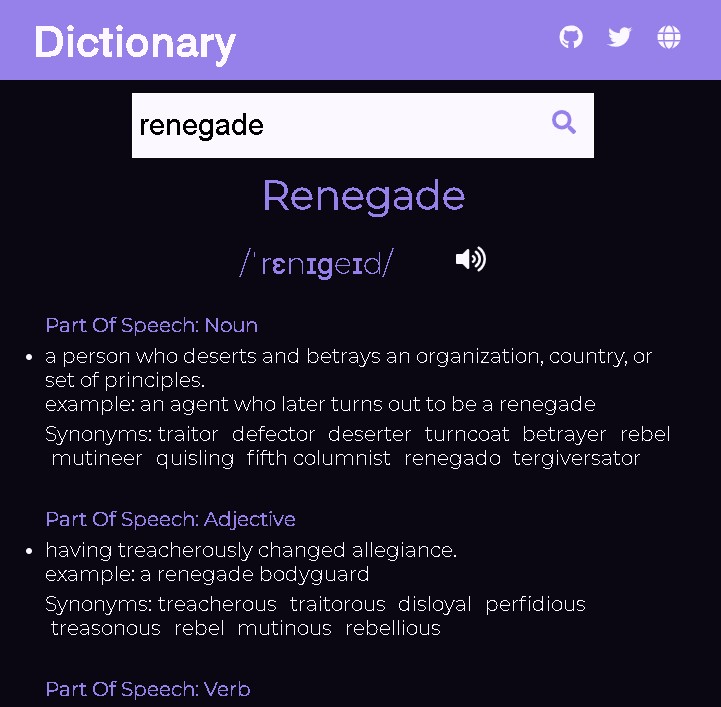 Dictionary
renegade
Renegade
/ˈrɛnɪɡeɪd/
Part Of Speech: Noun
a person who deserts and betrays an organization, country, or
set of principles.
example: an agent who later turns out to be a renegade
Synonyms: traitor defector deserter turncoat betrayer rebel
mutineer quisling fifth columnist renegado tergiversator
Part Of Speech: Adjective
having treacherously changed allegiance.
example: a renegade bodyguard
Synonyms: treacherous traitorous disloyal perfidious
treasonous rebel mutinous rebellious
Part Of Speech: Verb